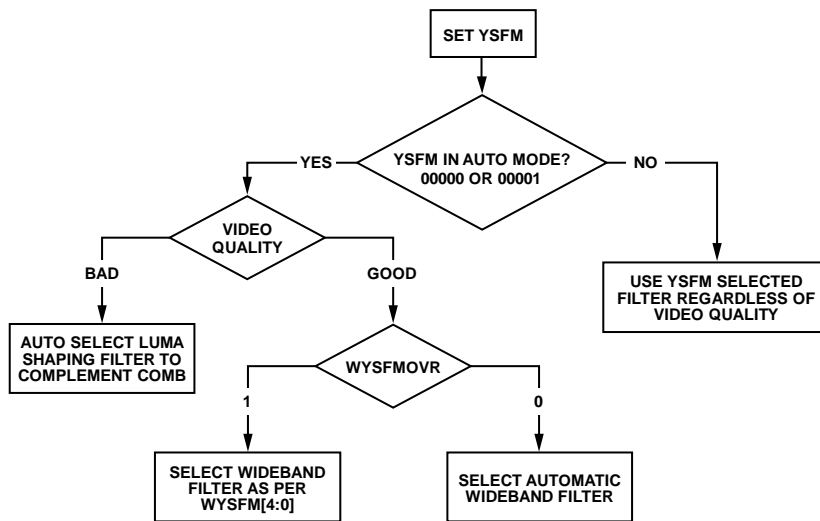 SET YSFM
YSFM IN AUTO MODE?
00000 OR 00001
YES
NO
VIDEO
QUALITY
BAD
GOOD
USE YSFM SELECTED
FILTER REGARDLESS OF
VIDEO QUALITY
AUTO SELECT LUMA
SHAPING FILTER TO
COMPLEMENT COMB
WYSFMOVR
1
0
SELECT WIDEBAND
FILTER AS PER
WYSFM[4:0]
SELECT AUTOMATIC
WIDEBAND FILTER